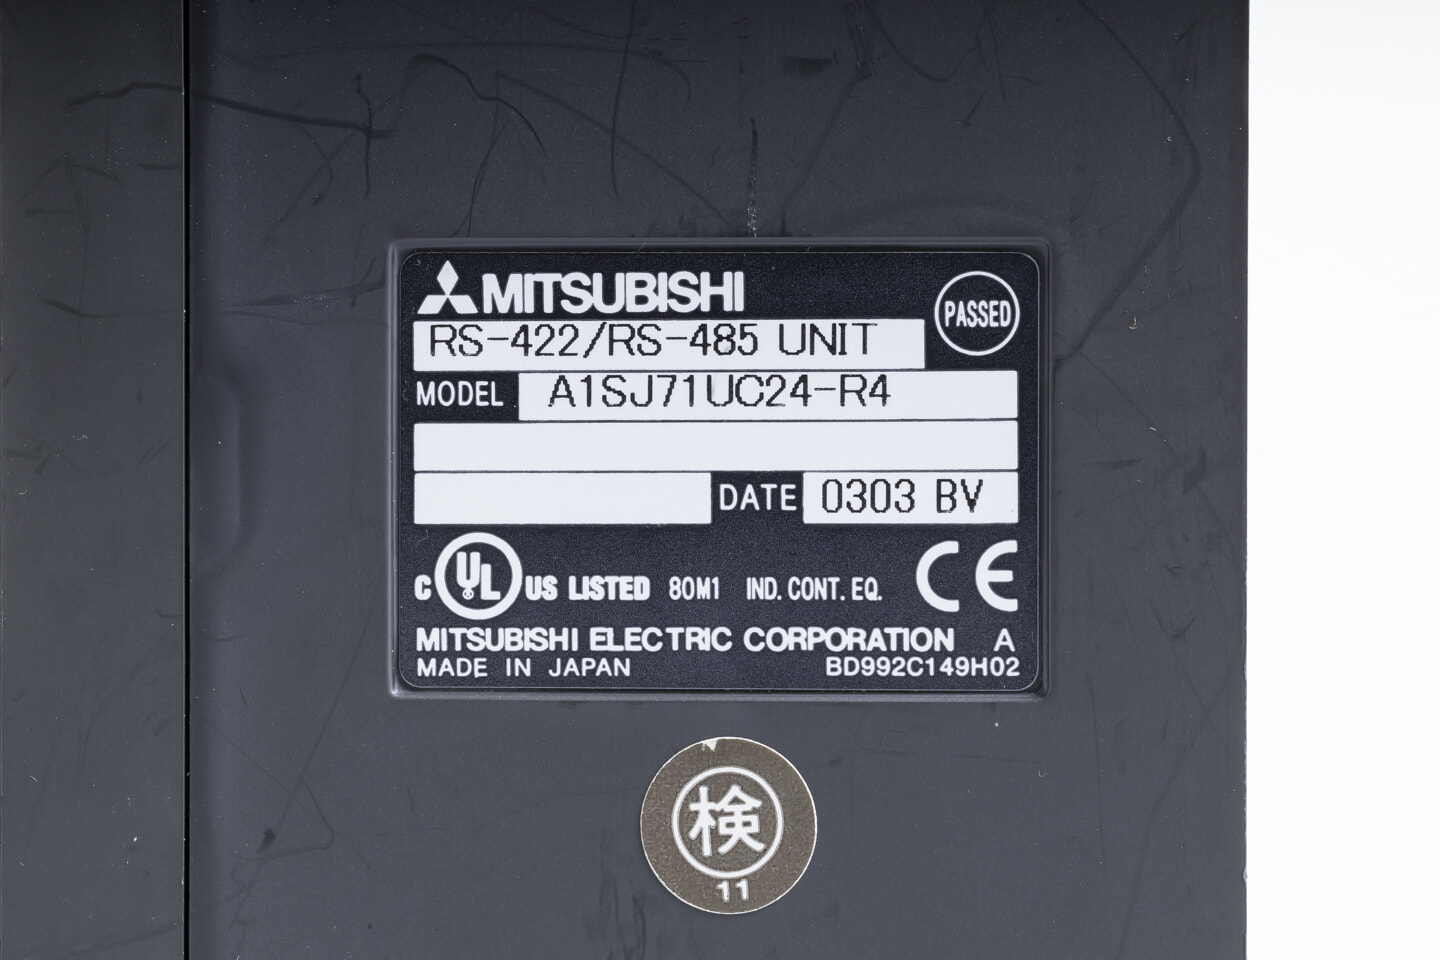 MITSUBISHI
PASSED
RS-422/RS-485 UNIT
MODEL A1SJ71UC24-R4
DATE 0303 BV
C UL US LISTED 80M1 IND. CONT. EQ. CE
MITSUBISHI ELECTRIC CORPORATION A
MADE IN JAPAN BD992C149H02
検
11